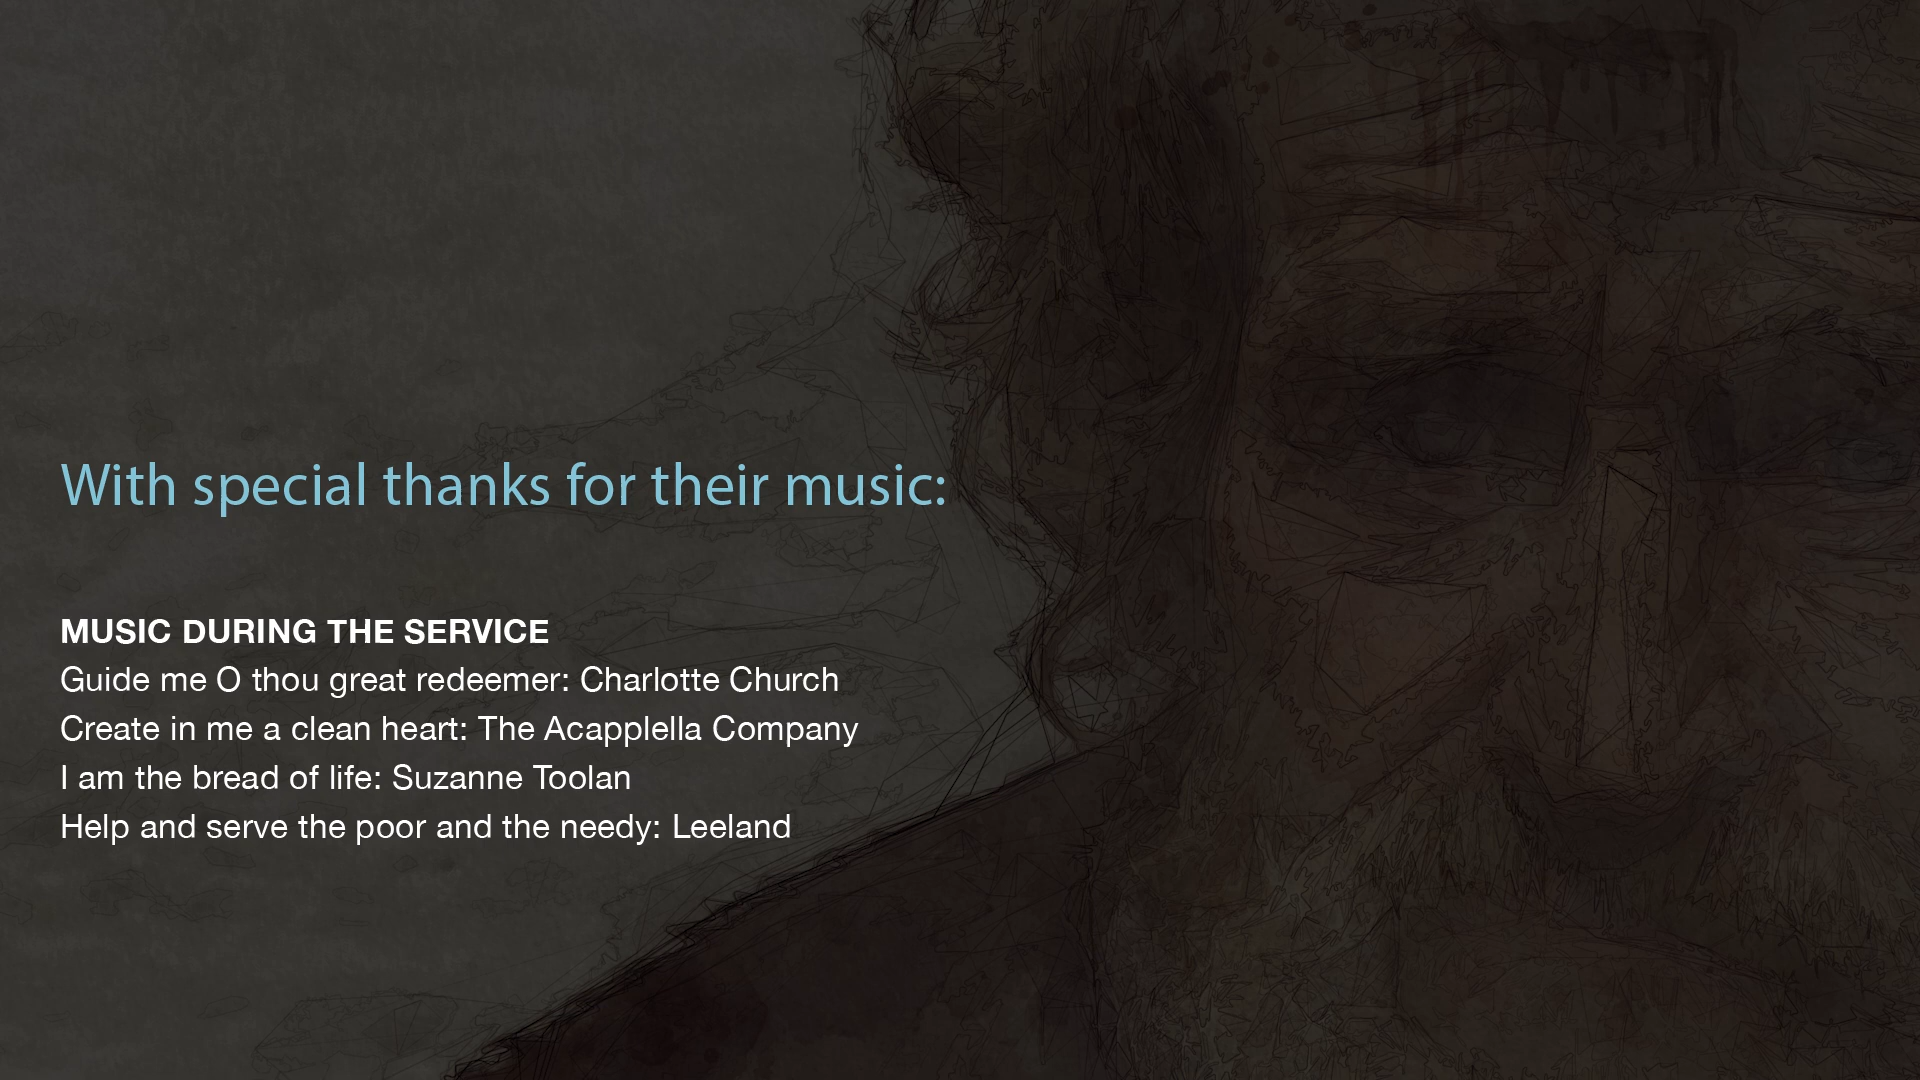 With special thanks for their music:
MUSIC DURING THE SERVICE
Guide me O thou great redeemer: Charlotte Church
Create in me a clean heart: The Acapplella Company
I am the bread of life: Suzanne Toolan
Help and serve the poor and the needy: Leeland